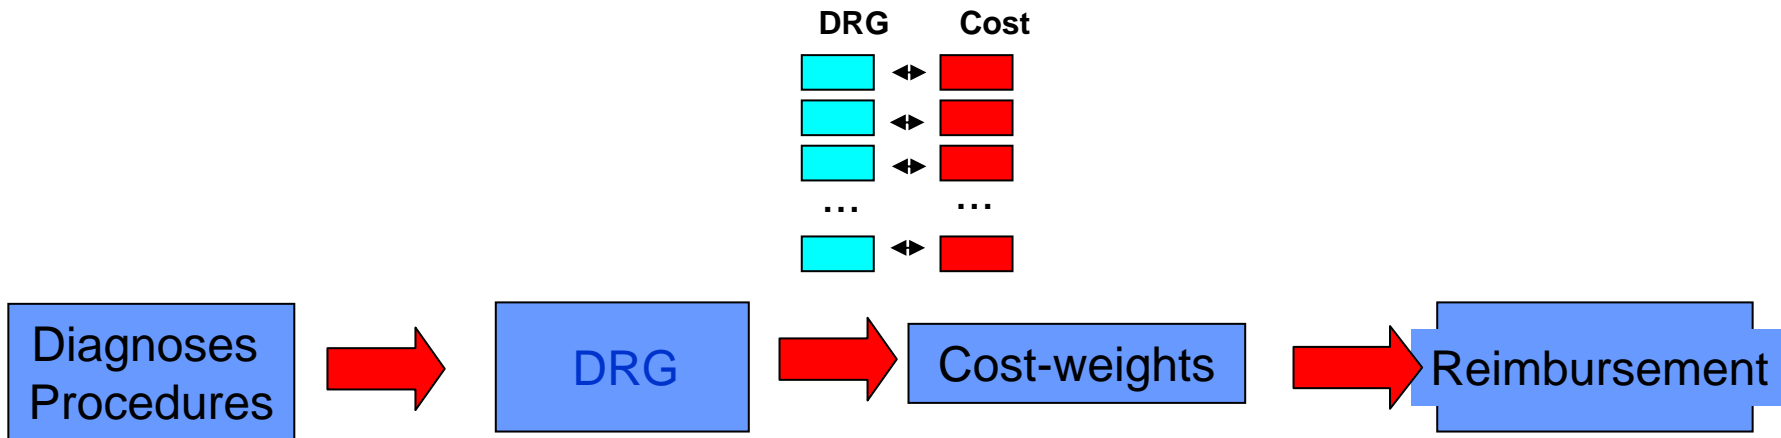 DRG Cost
... ...
Diagnoses
Procedures
DRG
Cost-weights
Reimbursement